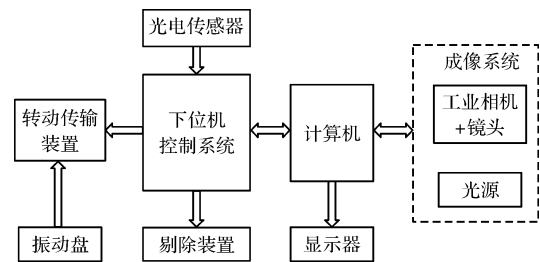 光电传感器
成像系统
工业相机
+镜头
转动传输
装置
下位机
控制系统
计算机
光源
振动盘
剔除装置
显示器